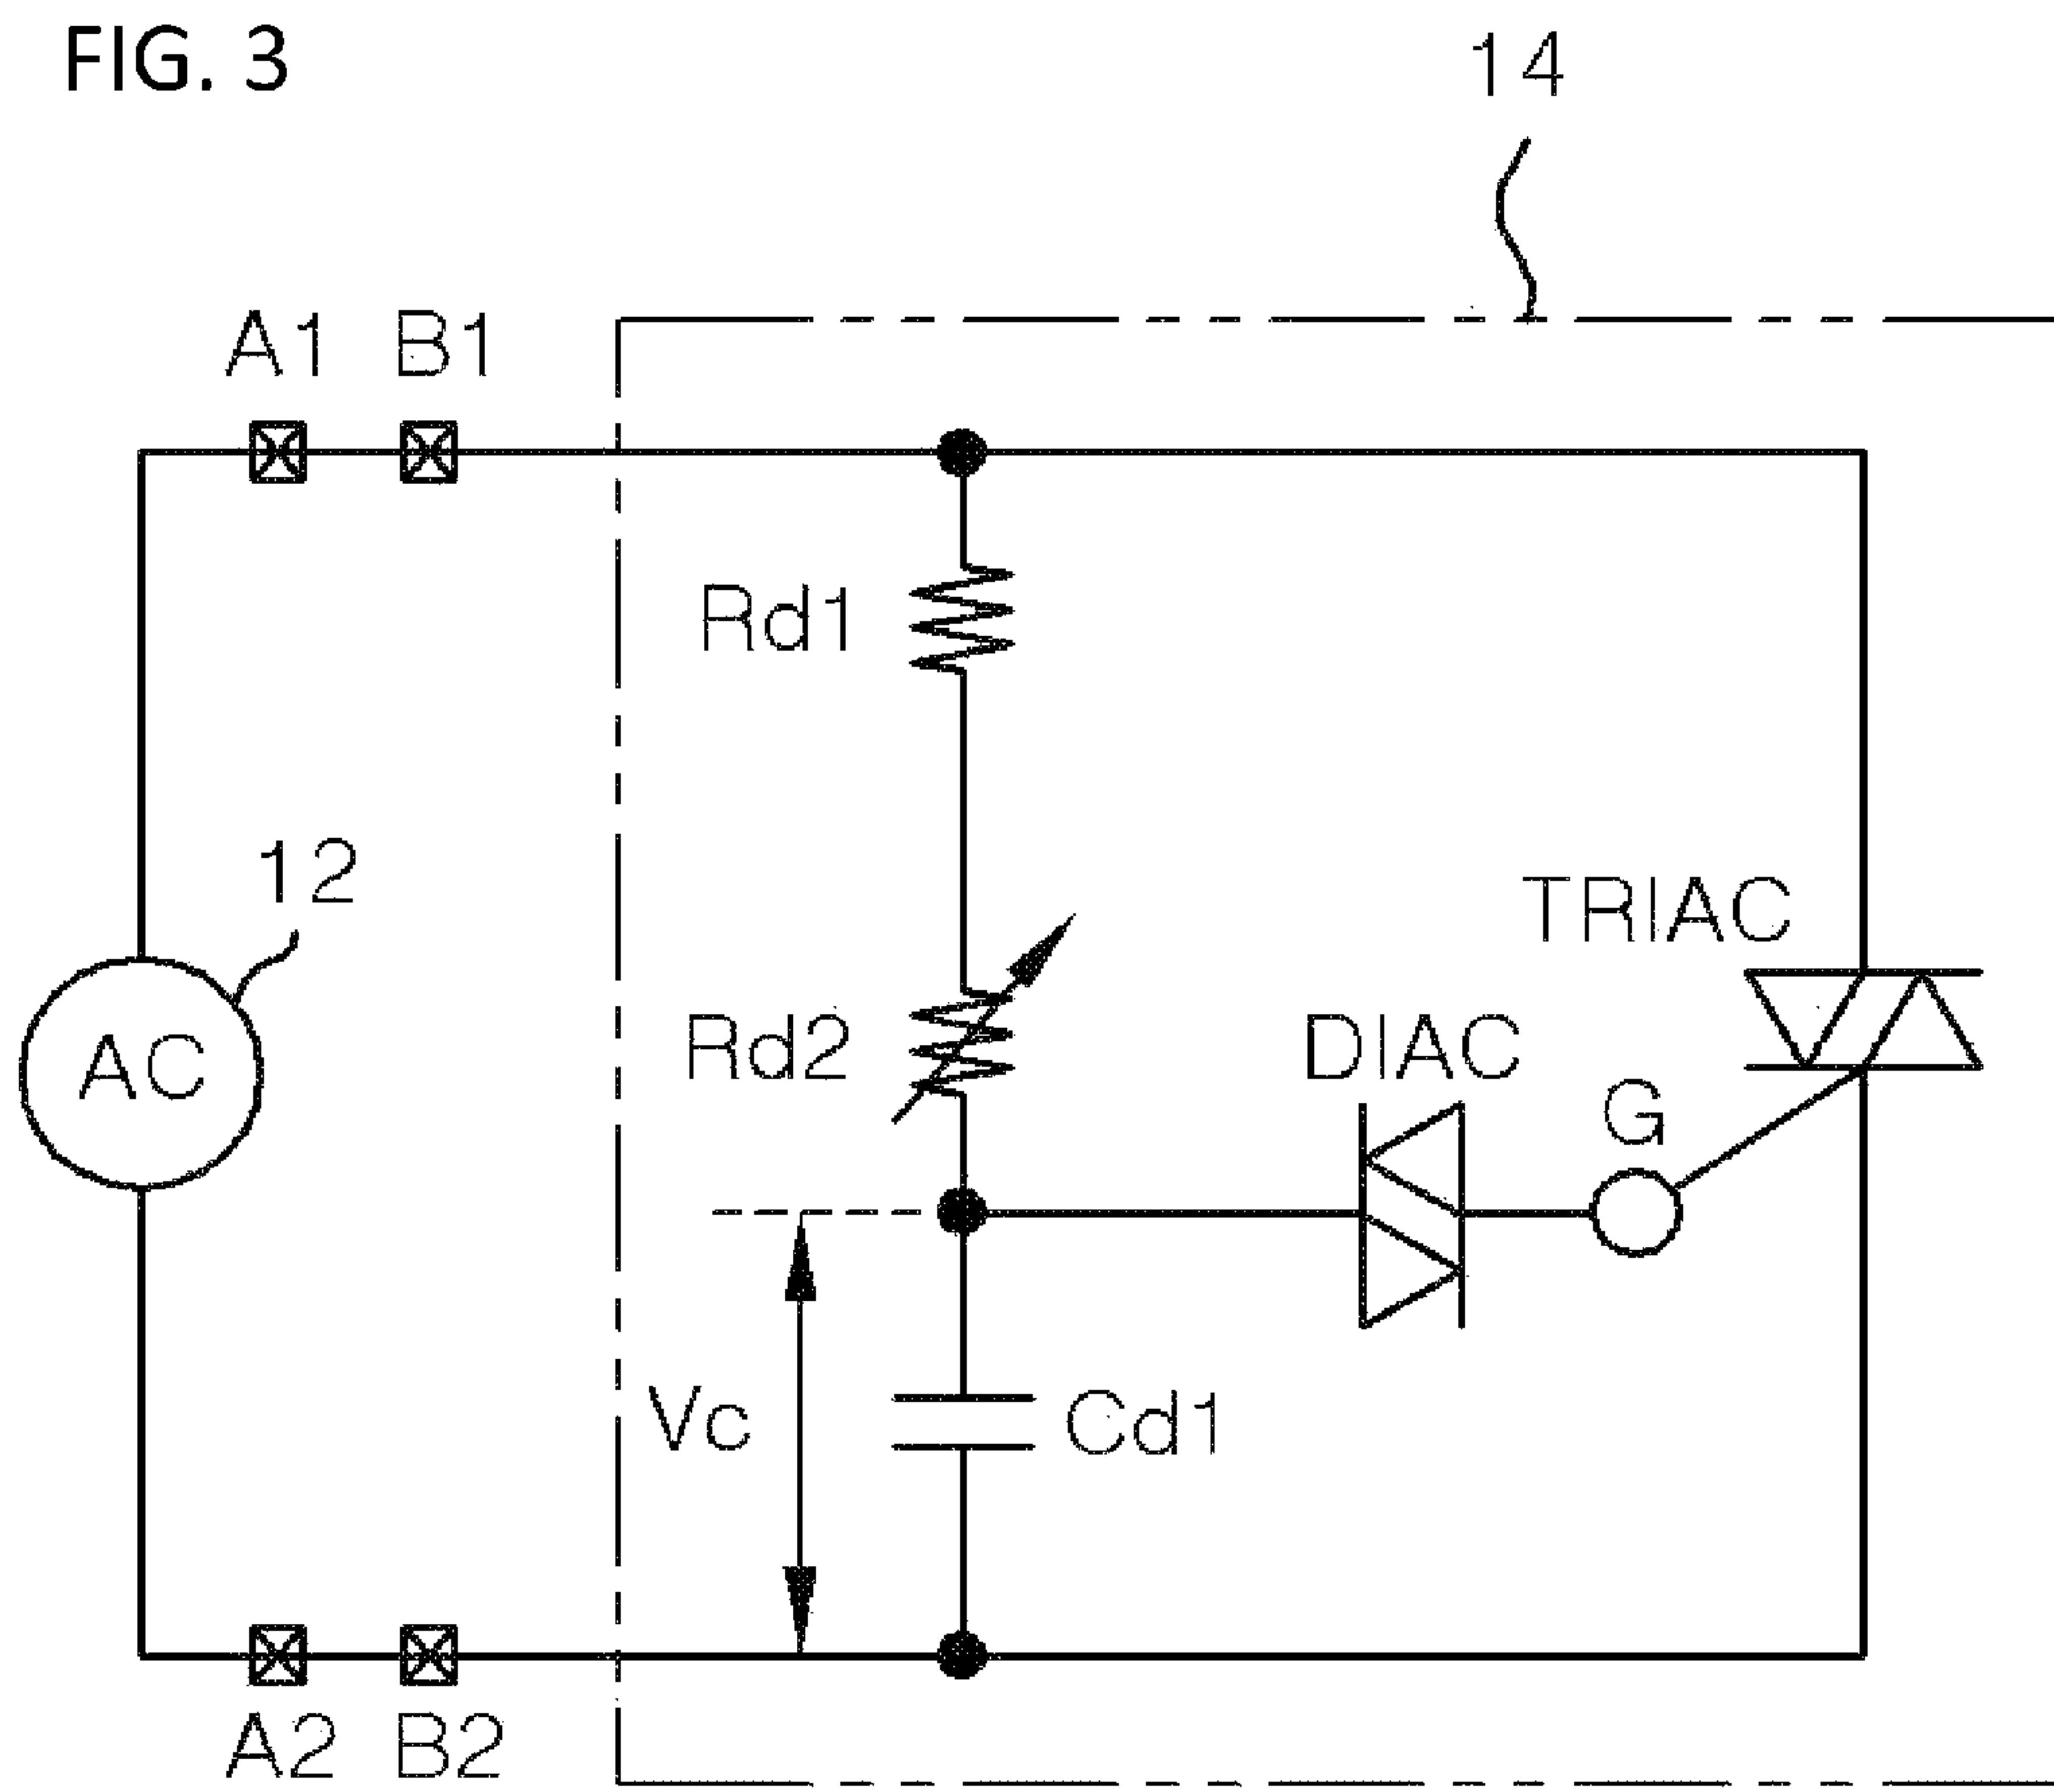 FIG. 3
14
A1 B1
Rd1
12
TRIAC
AC
Rd2
DIAC
G
Vc
Cd1
A2 B2